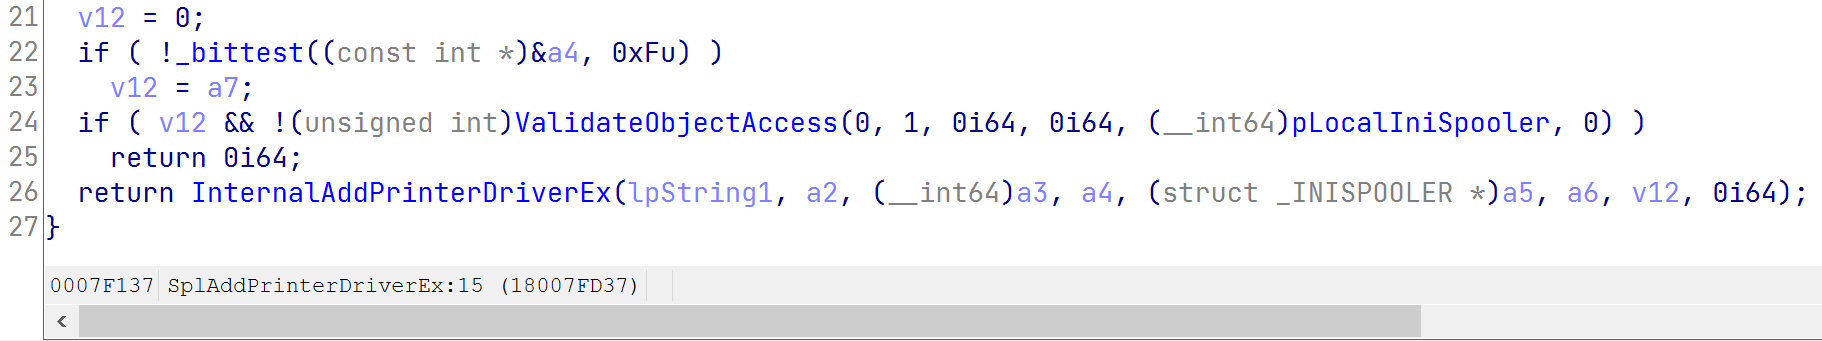 21 v12 = 0;
22 if ( !_bittest((const int *)&a4, 0xFu) )
23 v12 = a7;
24 if ( v12 && !(unsigned int)ValidateObjectAccess(0, 1, 0i64, 0i64, (__int64)pLocalIniSpooler, 0) )
25 return 0i64;
26 return InternalAddPrinterDriverEx(lpString1, a2, (__int64)a3, a4, (struct _INISPOOLER *)a5, a6, v12, 0i64);
27 }
0007F137 SplAddPrinterDriverEx:15 (18007FD37)